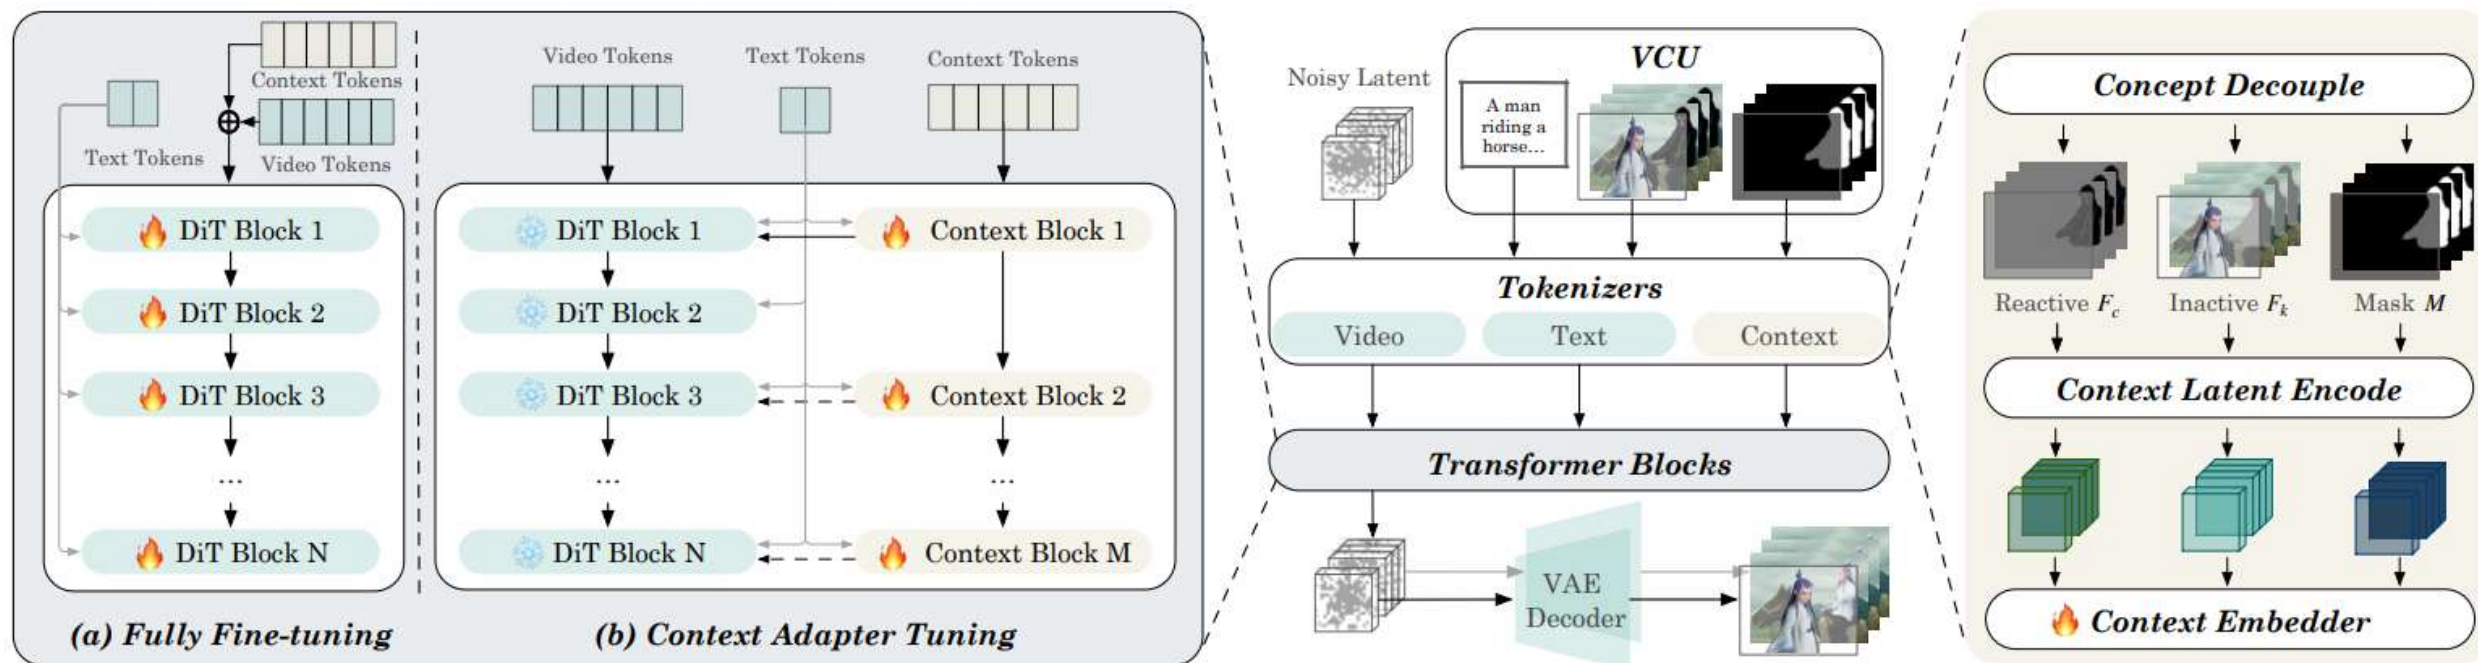 Context Tokens
Text Tokens
Video Tokens
DiT Block 1
DiT Block 2
DiT Block 3
...
DiT Block N
(a) Fully Fine-tuning
Video Tokens
Text Tokens
Context Tokens
DiT Block 1
Context Block 1
DiT Block 2
DiT Block 3
Context Block 2
...
...
DiT Block N
Context Block M
(b) Context Adapter Tuning
Noisy Latent
VCU
A man
riding a
horse...
Tokenizers
Video
Text
Context
Transformer Blocks
VAE
Decoder
Concept Decouple
Reactive F_c
Inactive F_k
Mask M
Context Latent Encode
Context Embedder